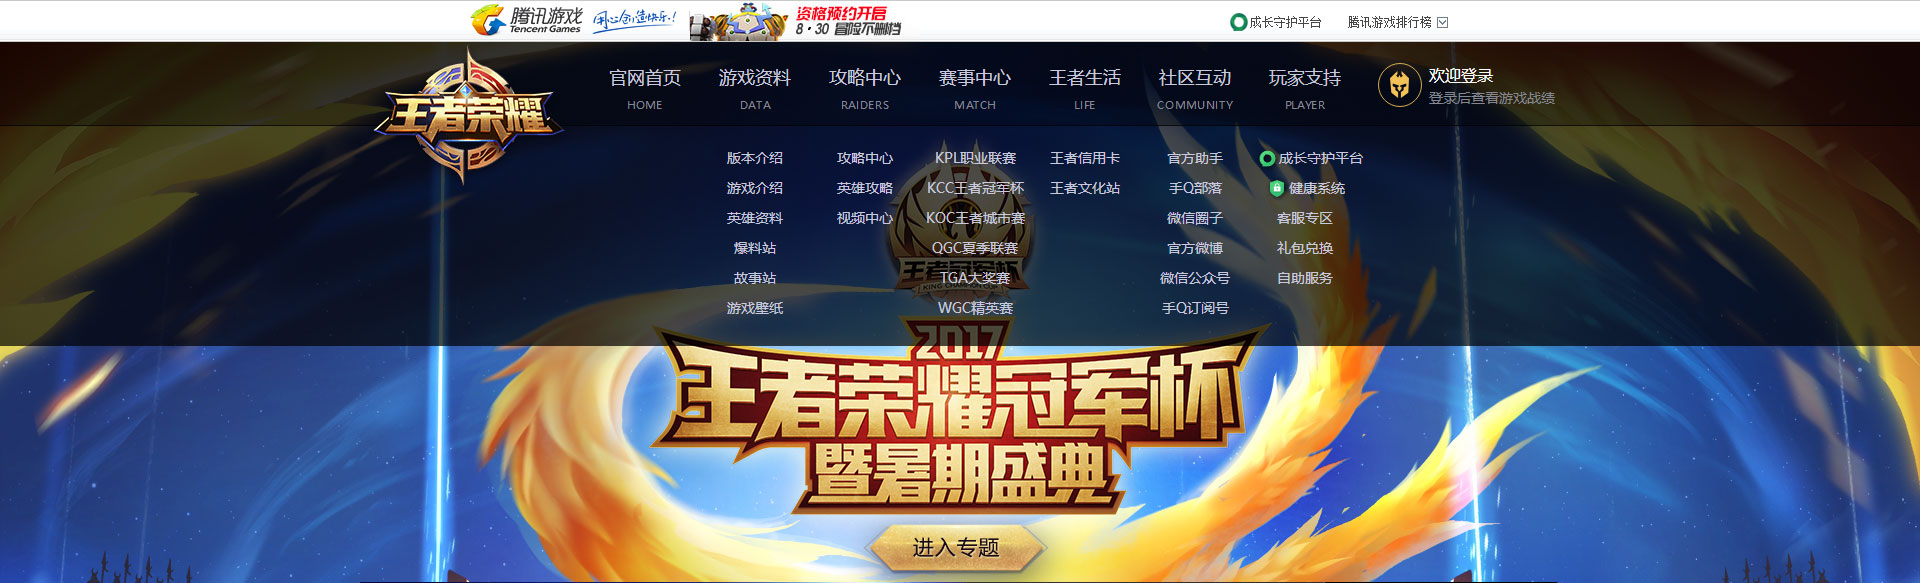 腾讯游戏 用心创造快乐！
Tencent Games
资格预约开启
8·30 冒险不删档
成长守护平台
腾讯游戏排行榜
王者荣耀
官网首页 游戏资料 攻略中心 赛事中心 王者生活 社区互动 玩家支持
HOME DATA RAIDERS MATCH LIFE COMMUNITY PLAYER
欢迎登录
登录后查看游戏战绩
版本介绍 攻略中心 KPL职业联赛 王者信用卡 官方助手 成长守护平台
游戏介绍 英雄攻略 KCC王者冠军杯 王者文化站 手Q部落 健康系统
英雄资料 视频中心 KOC王者城市赛 微信圈子 客服专区
爆料站 QGC夏季联赛 官方微博 礼包兑换
故事站 TGA大奖赛 微信公众号 自助服务
游戏壁纸 WGC精英赛 手Q订阅号
王者冠军杯
2017
王者荣耀冠军杯
暨暑期盛典
进入专题